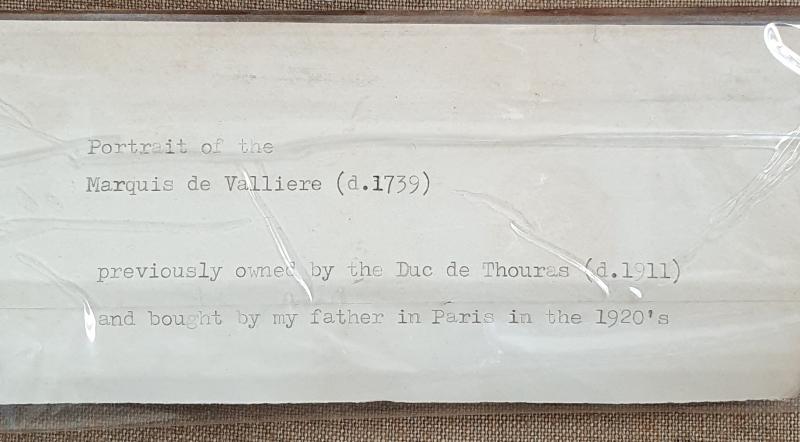 Portrait of the
Marquis de Valliere (d.1739)
previously owned by the Duc de Thouras (d.1911)
and bought by my father in Paris in the 1920's